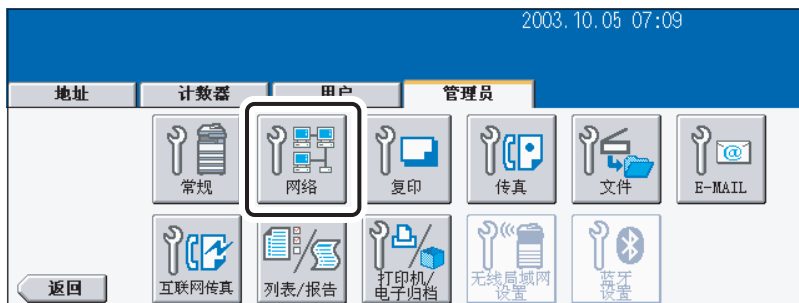 2003.10.05 07:09
地址
计数器
用户
管理员
常规
网络
复印
传真
文件
E-MAIL
互联网传真
列表/报告
打印机/
电子归档
无线局域网
设置
蓝牙
设置
返回